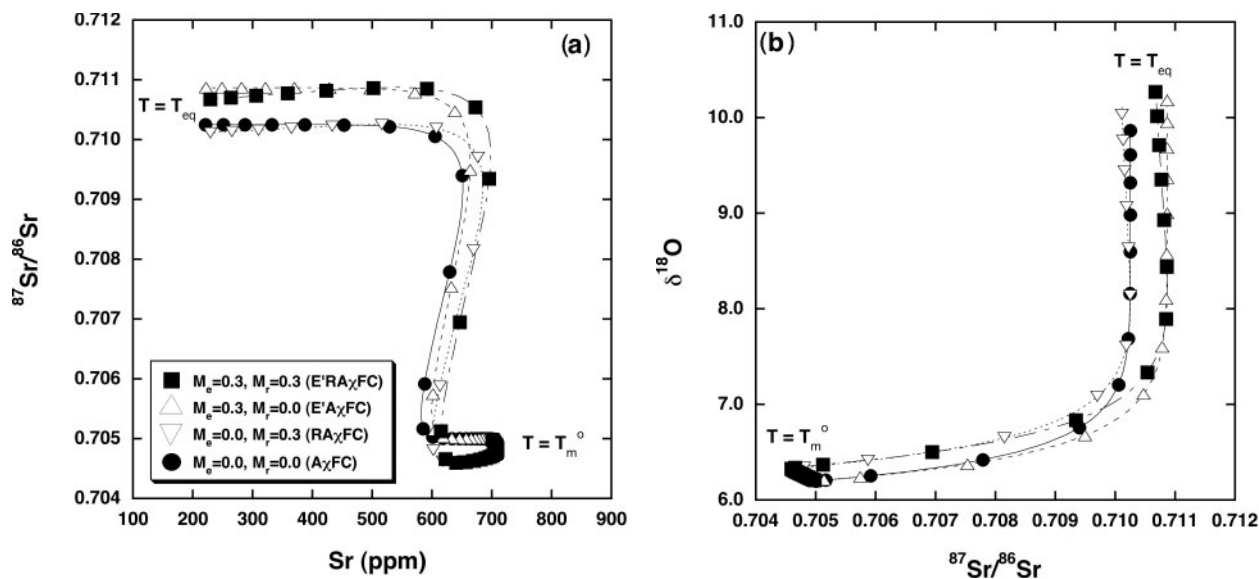 (a)
0.712
0.711
0.710
0.709
0.708
0.707
0.706
0.705
0.704
⁸⁷Sr/⁸⁶Sr
T = T_eq
T = T_m°
M_e=0.3, M_r=0.3 (E'RAχFC)
M_e=0.3, M_r=0.0 (E'AχFC)
M_e=0.0, M_r=0.3 (RAχFC)
M_e=0.0, M_r=0.0 (AχFC)
100 200 300 400 500 600 700 800 900
Sr (ppm)
(b)
11.0
10.0
9.0
8.0
7.0
6.0
δ¹⁸O
T = T_eq
T = T_m°
0.704 0.705 0.706 0.707 0.708 0.709 0.710 0.711 0.712
⁸⁷Sr/⁸⁶Sr